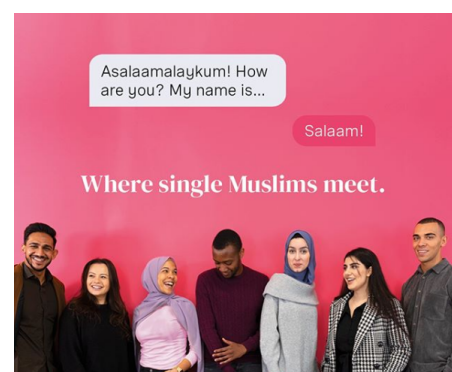 Asalaamalaykum! How
are you? My name is...
Salaam!
Where single Muslims meet.